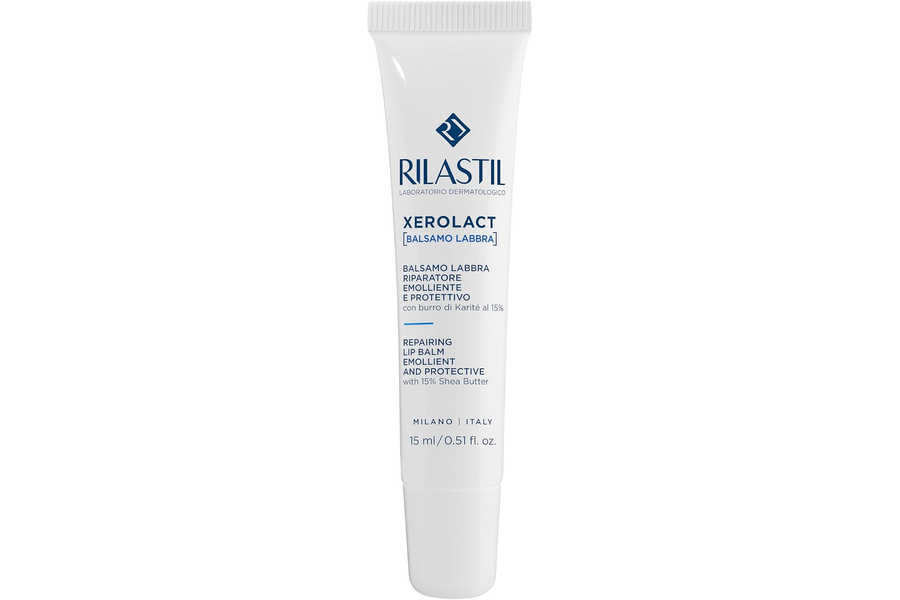 RILASTIL
LABORATORIO DERMATOLOGICO
XEROLACT
[BALSAMO LABBRA]
BALSAMO LABBRA
RIPARATORE
EMOLLIENTE
E PROTETTIVO
con burro di Karité al 15%
REPAIRING
LIP BALM
EMOLLIENT
AND PROTECTIVE
with 15% Shea Butter
MILANO | ITALY
15 ml/0.51 fl. oz.